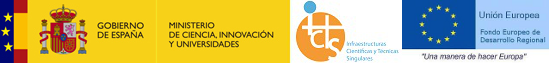 GOBIERNO
DE ESPAÑA
MINISTERIO
DE CIENCIA, INNOVACIÓN
Y UNIVERSIDADES
icts
Infraestructuras
Científicas y Técnicas
Singulares
Unión Europea
Fondo Europeo de
Desarrollo Regional
"Una manera de hacer Europa"